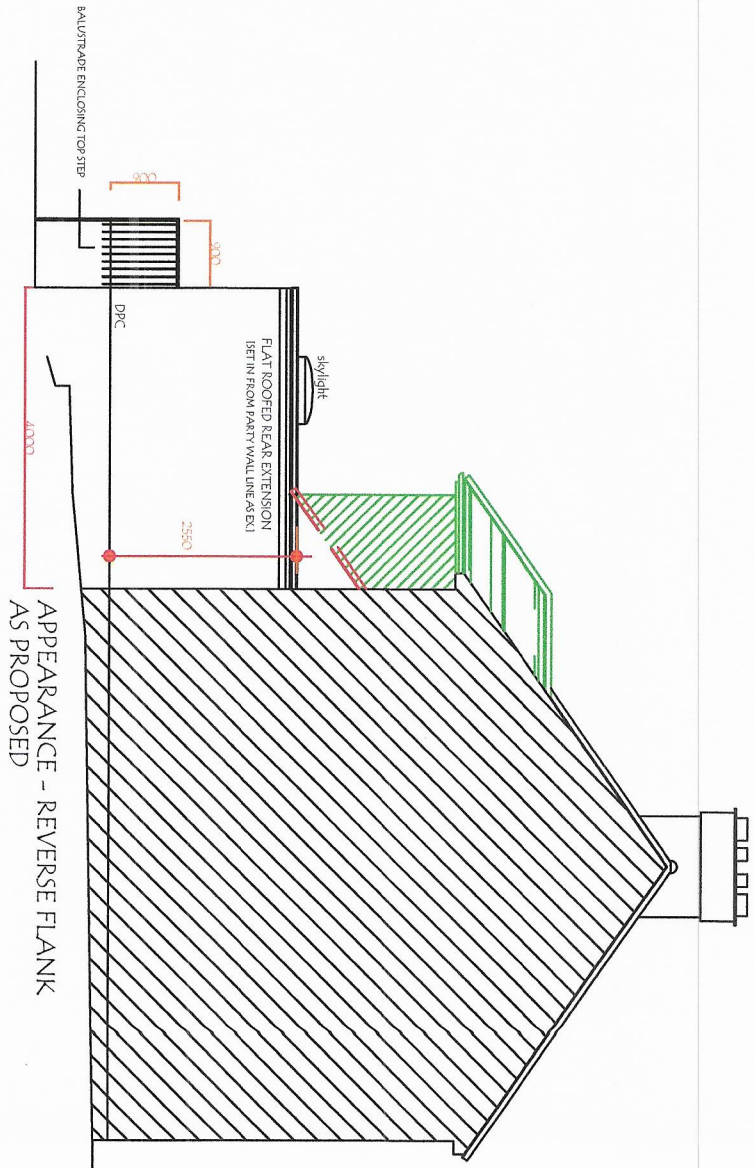 BALUSTRADE ENCLOSING TOP STEP
900
900
DPC
skylight
FLAT ROOFED REAR EXTENSION
[SET IN FROM PARTY WALL LINE AS EX.]
2550
4000
APPEARANCE - REVERSE FLANK
AS PROPOSED